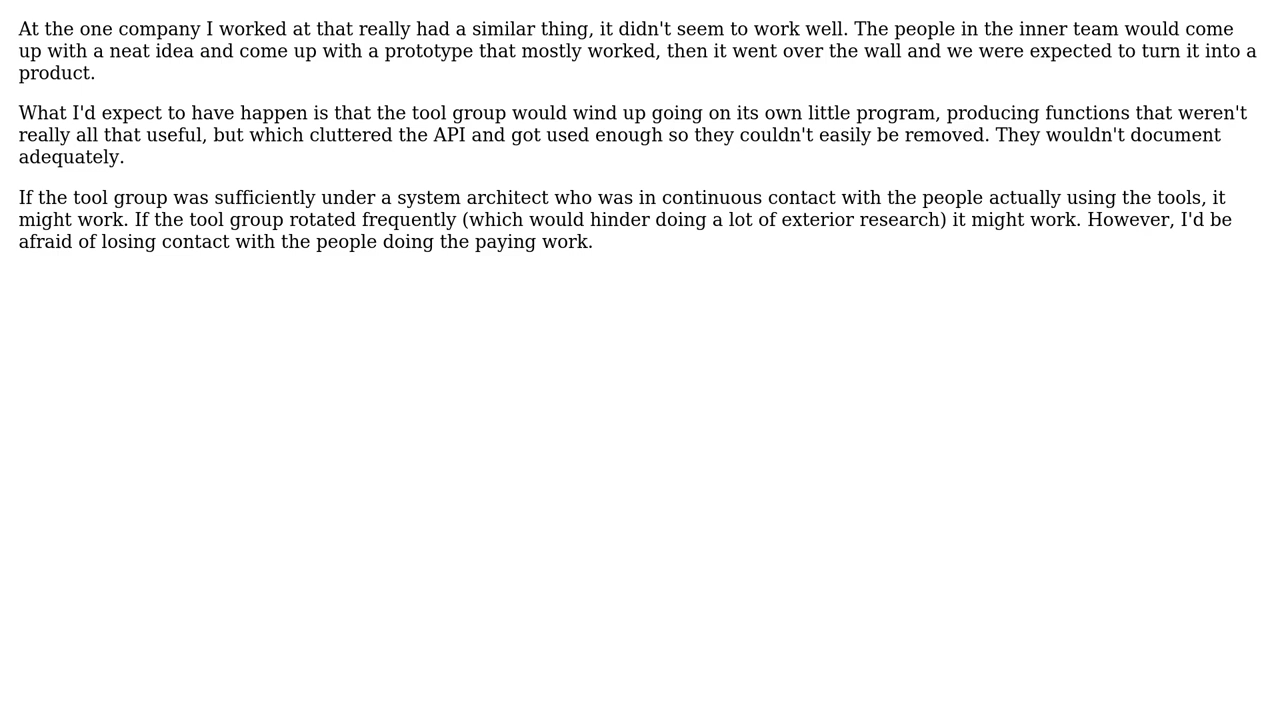 At the one company I worked at that really had a similar thing, it didn't seem to work well. The people in the inner team would come
up with a neat idea and come up with a prototype that mostly worked, then it went over the wall and we were expected to turn it into a
product.
What I'd expect to have happen is that the tool group would wind up going on its own little program, producing functions that weren't
really all that useful, but which cluttered the API and got used enough so they couldn't easily be removed. They wouldn't document
adequately.
If the tool group was sufficiently under a system architect who was in continuous contact with the people actually using the tools, it
might work. If the tool group rotated frequently (which would hinder doing a lot of exterior research) it might work. However, I'd be
afraid of losing contact with the people doing the paying work.